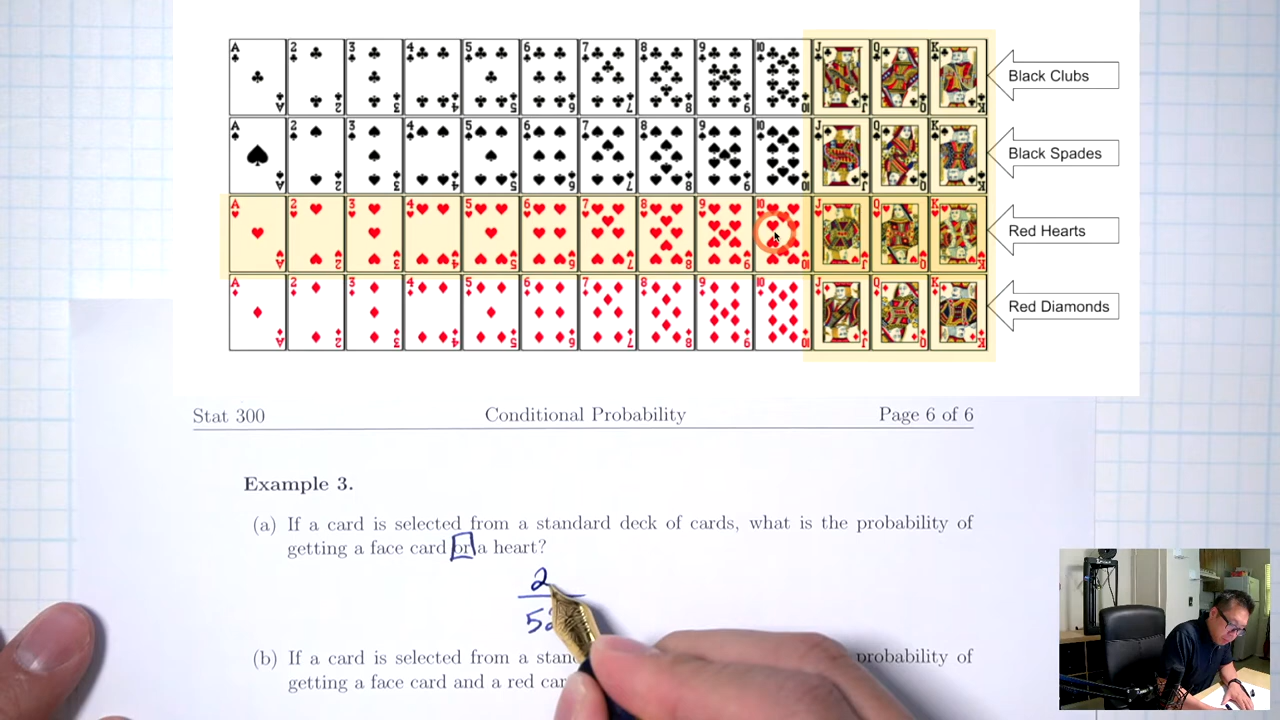 Black Clubs
Black Spades
Red Hearts
Red Diamonds
Stat 300 Conditional Probability Page 6 of 6
Example 3.
(a) If a card is selected from a standard deck of cards, what is the probability of
getting a face card or a heart?
2
52
(b) If a card is selected from a probability of
getting a face card and a red